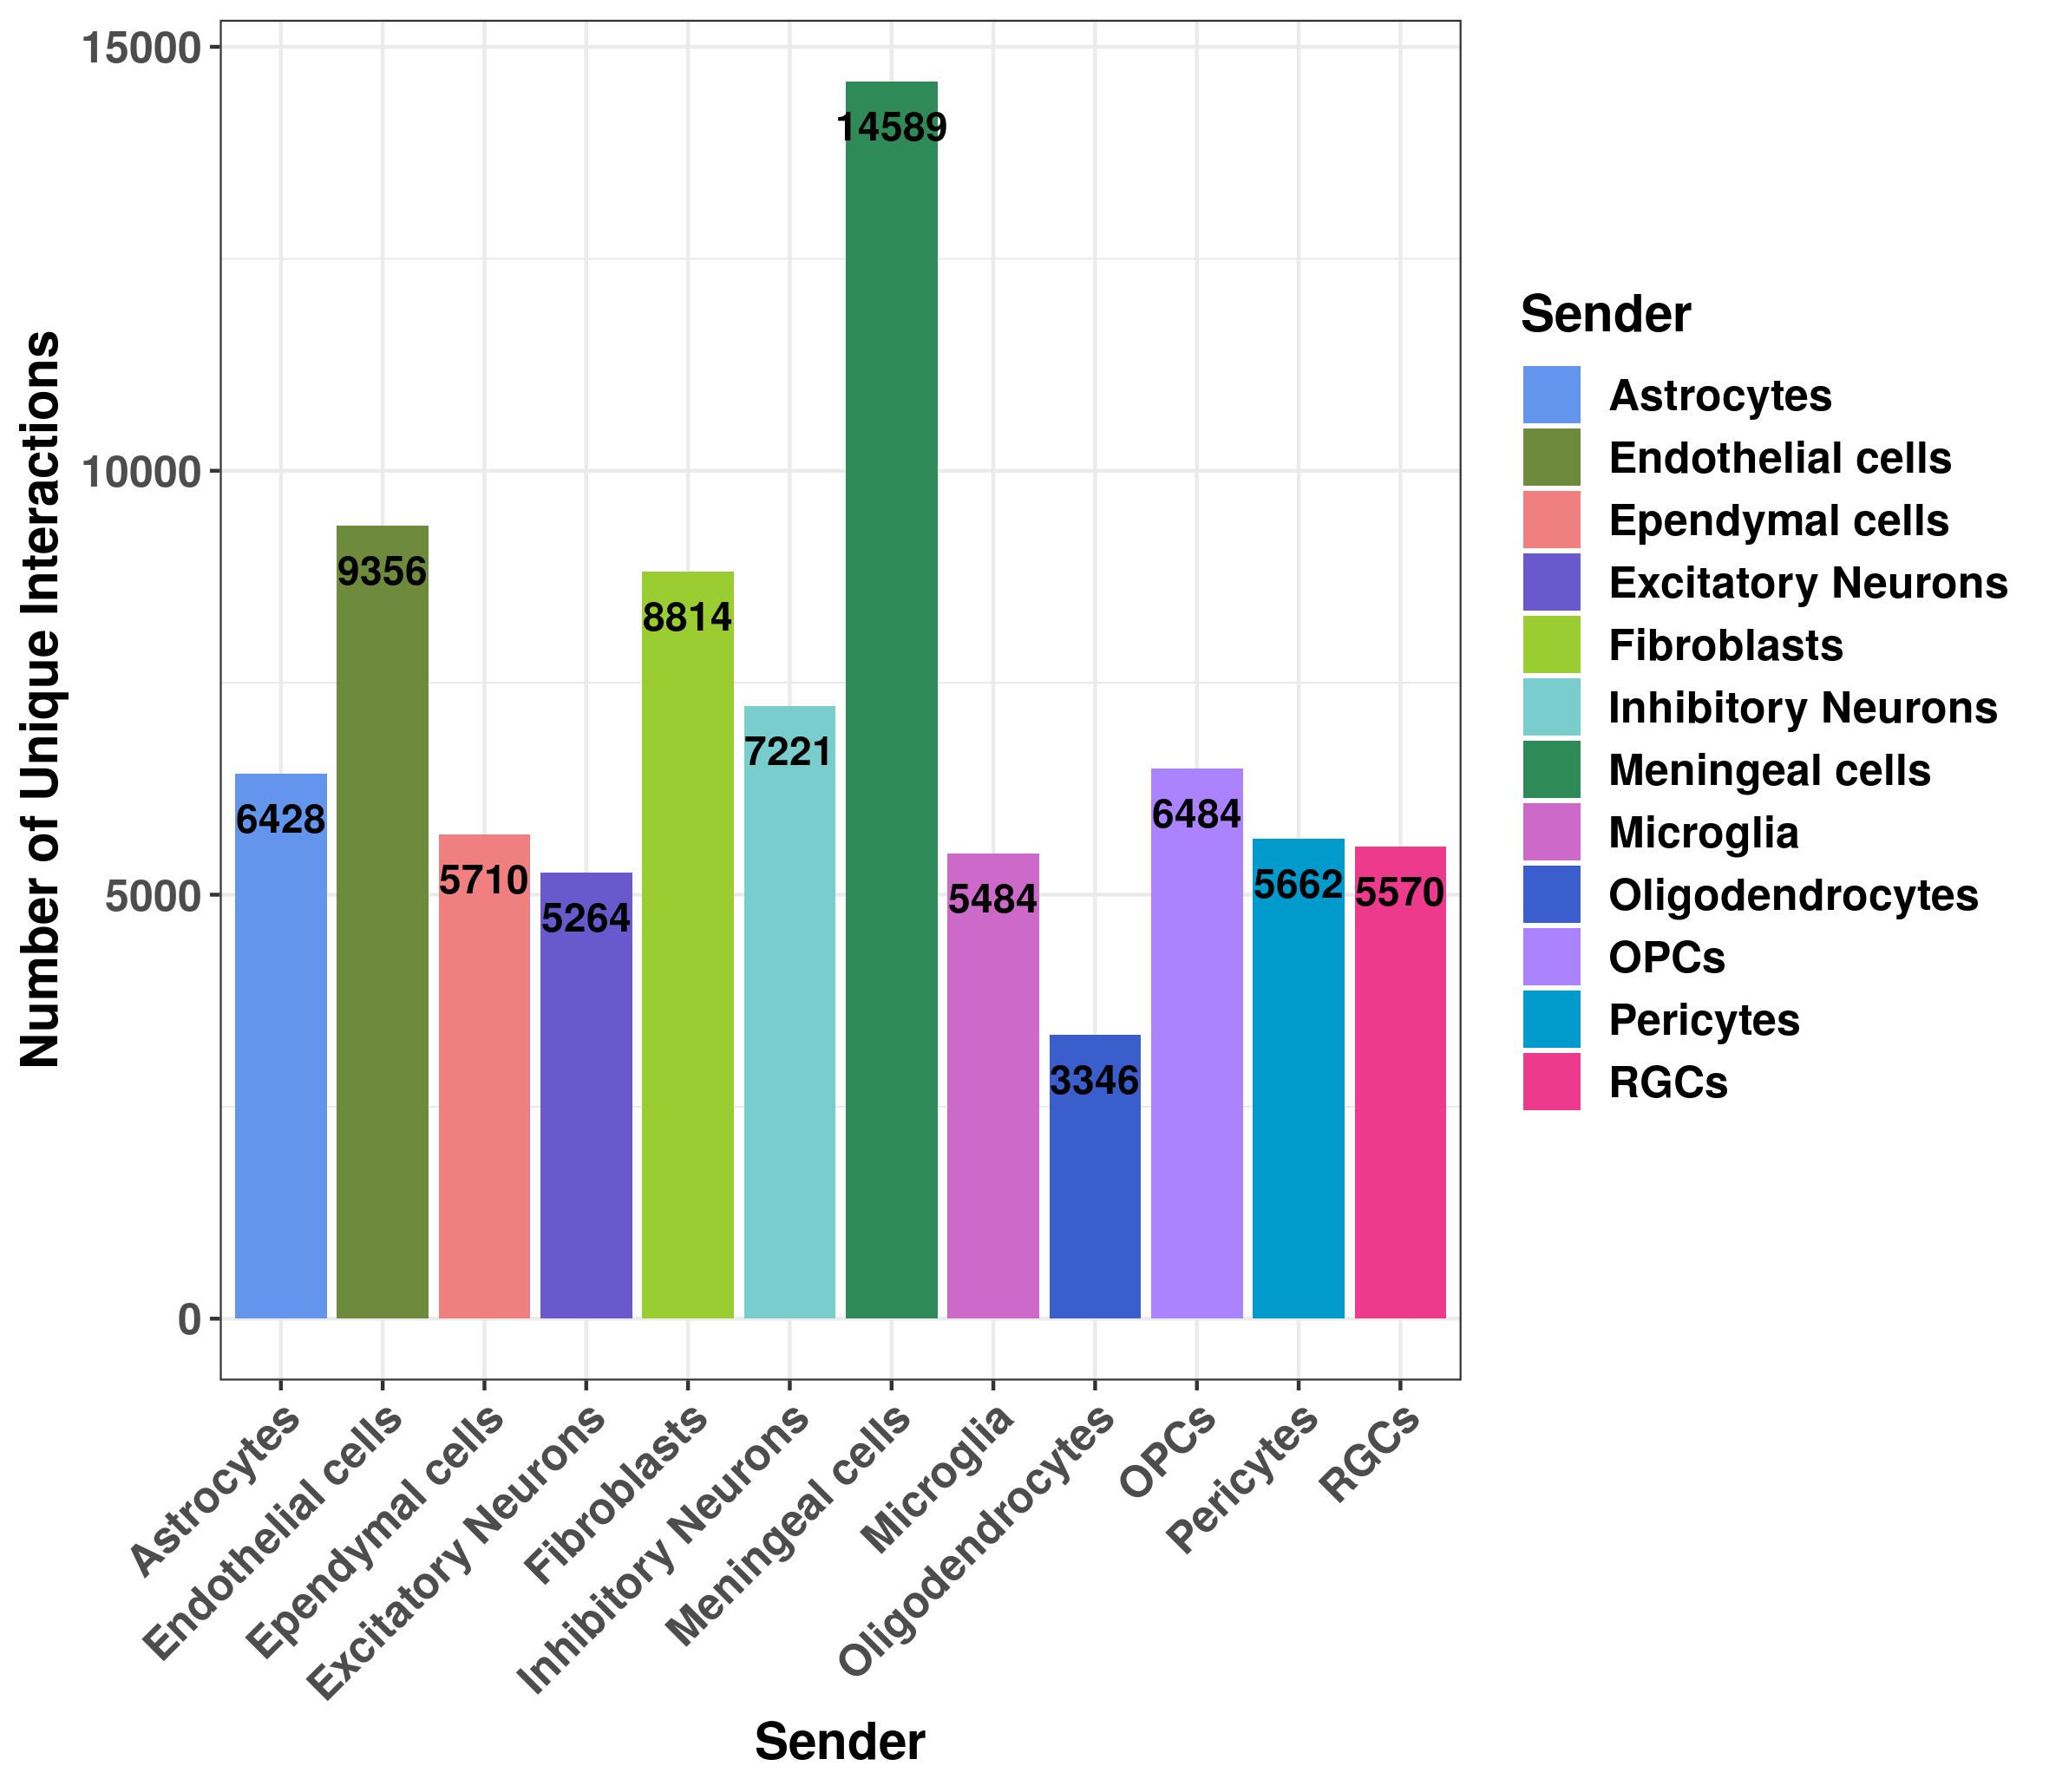 Number of Unique Interactions
15000
10000
5000
0
6428
9356
5710
5264
8814
7221
14589
5484
3346
6484
5662
5570
Astrocytes
Endothelial cells
Ependymal cells
Excitatory Neurons
Fibroblasts
Inhibitory Neurons
Meningeal cells
Microglia
Oligodendrocytes
OPCs
Pericytes
RGCs
Sender
Sender
Astrocytes
Endothelial cells
Ependymal cells
Excitatory Neurons
Fibroblasts
Inhibitory Neurons
Meningeal cells
Microglia
Oligodendrocytes
OPCs
Pericytes
RGCs